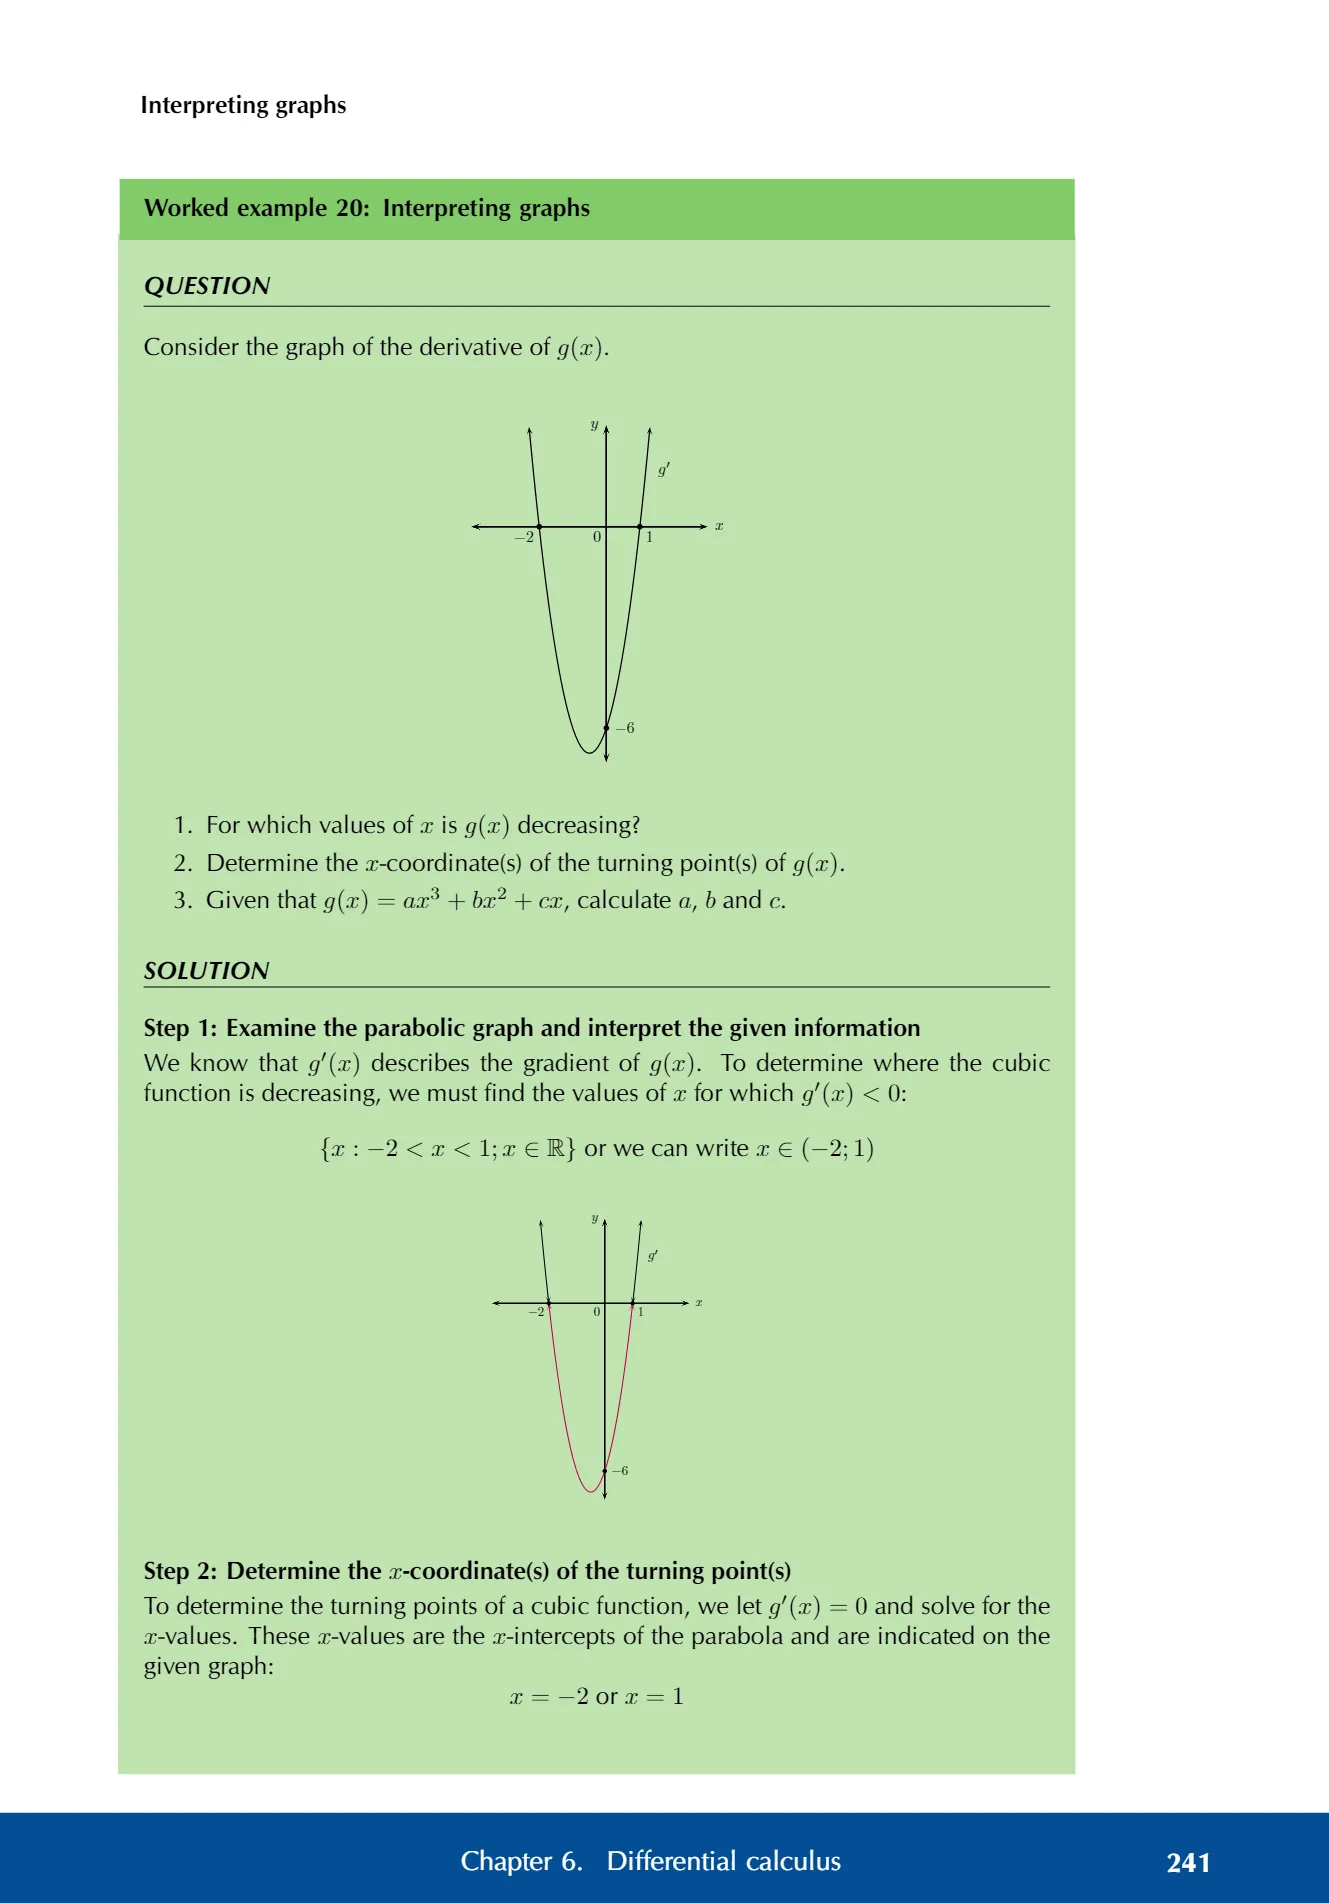 Interpreting graphs
Worked example 20: Interpreting graphs
QUESTION
Consider the graph of the derivative of g(x).
y
g′
x
−2
0
1
−6
1. For which values of x is g(x) decreasing?
2. Determine the x-coordinate(s) of the turning point(s) of g(x).
3. Given that g(x) = ax³ + bx² + cx, calculate a, b and c.
SOLUTION
Step 1: Examine the parabolic graph and interpret the given information
We know that g′(x) describes the gradient of g(x). To determine where the cubic
function is decreasing, we must find the values of x for which g′(x) < 0:
{x : −2 < x < 1; x ∈ ℝ} or we can write x ∈ (−2; 1)
y
g′
x
−2
0
1
−6
Step 2: Determine the x-coordinate(s) of the turning point(s)
To determine the turning points of a cubic function, we let g′(x) = 0 and solve for the
x-values. These x-values are the x-intercepts of the parabola and are indicated on the
given graph:
x = −2 or x = 1
Chapter 6. Differential calculus
241